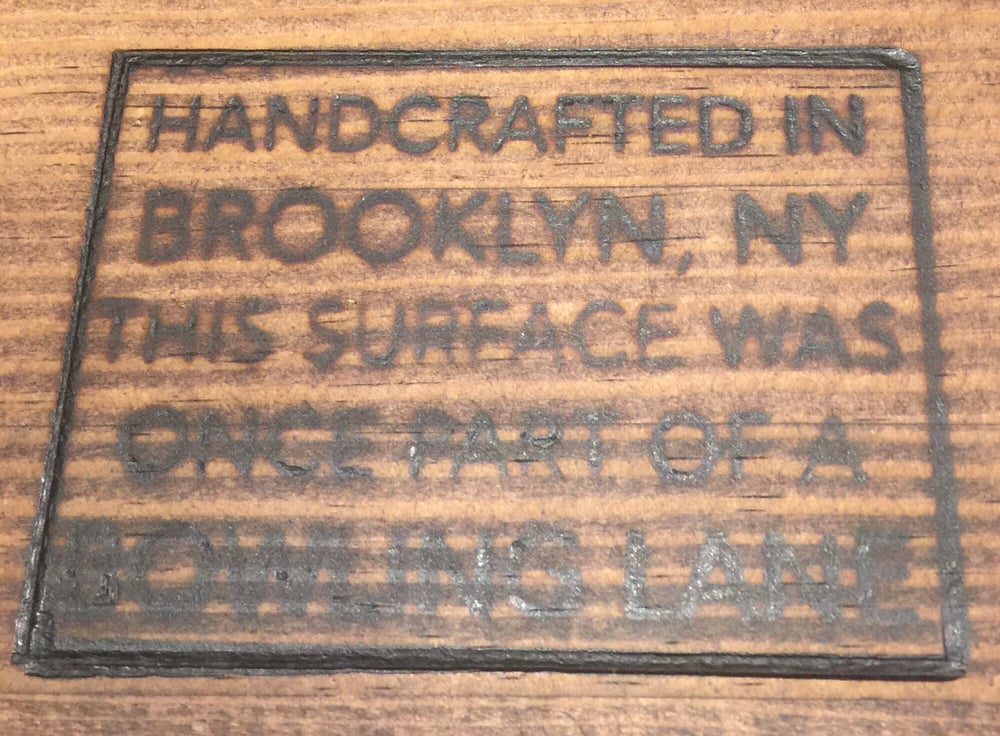 HANDCRAFTED IN
BROOKLYN, NY
THIS SURFACE WAS
ONCE PART OF A
BOWLING LANE